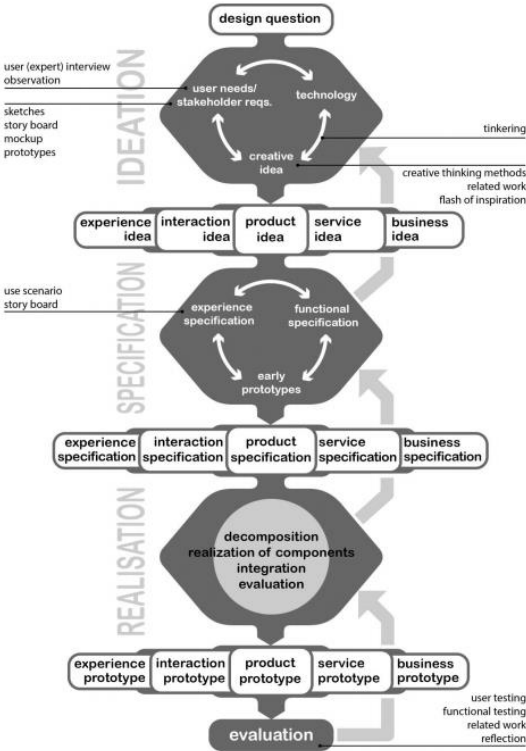 design question
user (expert) interview
observation
sketches
story board
mockup
prototypes
IDEATION
user needs/
stakeholder reqs.
technology
creative
idea
tinkering
creative thinking methods
related work
flash of inspiration
experience
idea
interaction
idea
product
idea
service
idea
business
idea
use scenario
story board
SPECIFICATION
experience
specification
functional
specification
early
prototypes
experience
specification
interaction
specification
product
specification
service
specification
business
specification
REALISATION
decomposition
realization of components
integration
evaluation
experience
prototype
interaction
prototype
product
prototype
service
prototype
business
prototype
evaluation
user testing
functional testing
related work
reflection